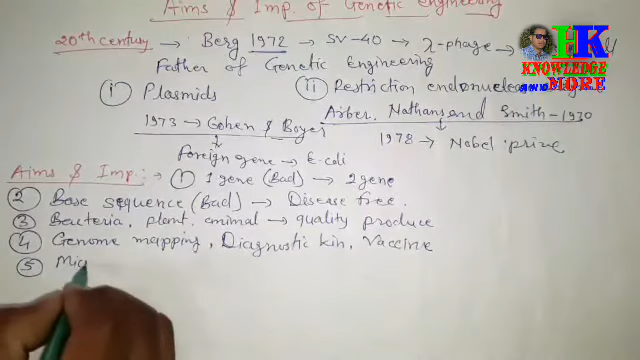 Aims & Imp. of Genetic engineering
20th century → Berg 1972 → SV-40 → λ-phage →
Father of Genetic Engineering
HK
KNOWLEDGE
AND MORE
(i) Plasmids
(ii) Restriction endonuclease
Arber, Nathans and Smith-1970
1973 → Cohen & Boyer
1978 → Nobel prize
Foreign gene → E-coli
Aims & Imp:- → (1) 1 gene (Bad) → 2 gene
(2) Base sequence (Bad) → Disease free.
(3) Bacteria, plant, animal → quality produce
(4) Genome mapping, Diagnostic kin, Vaccine
(5) Mic